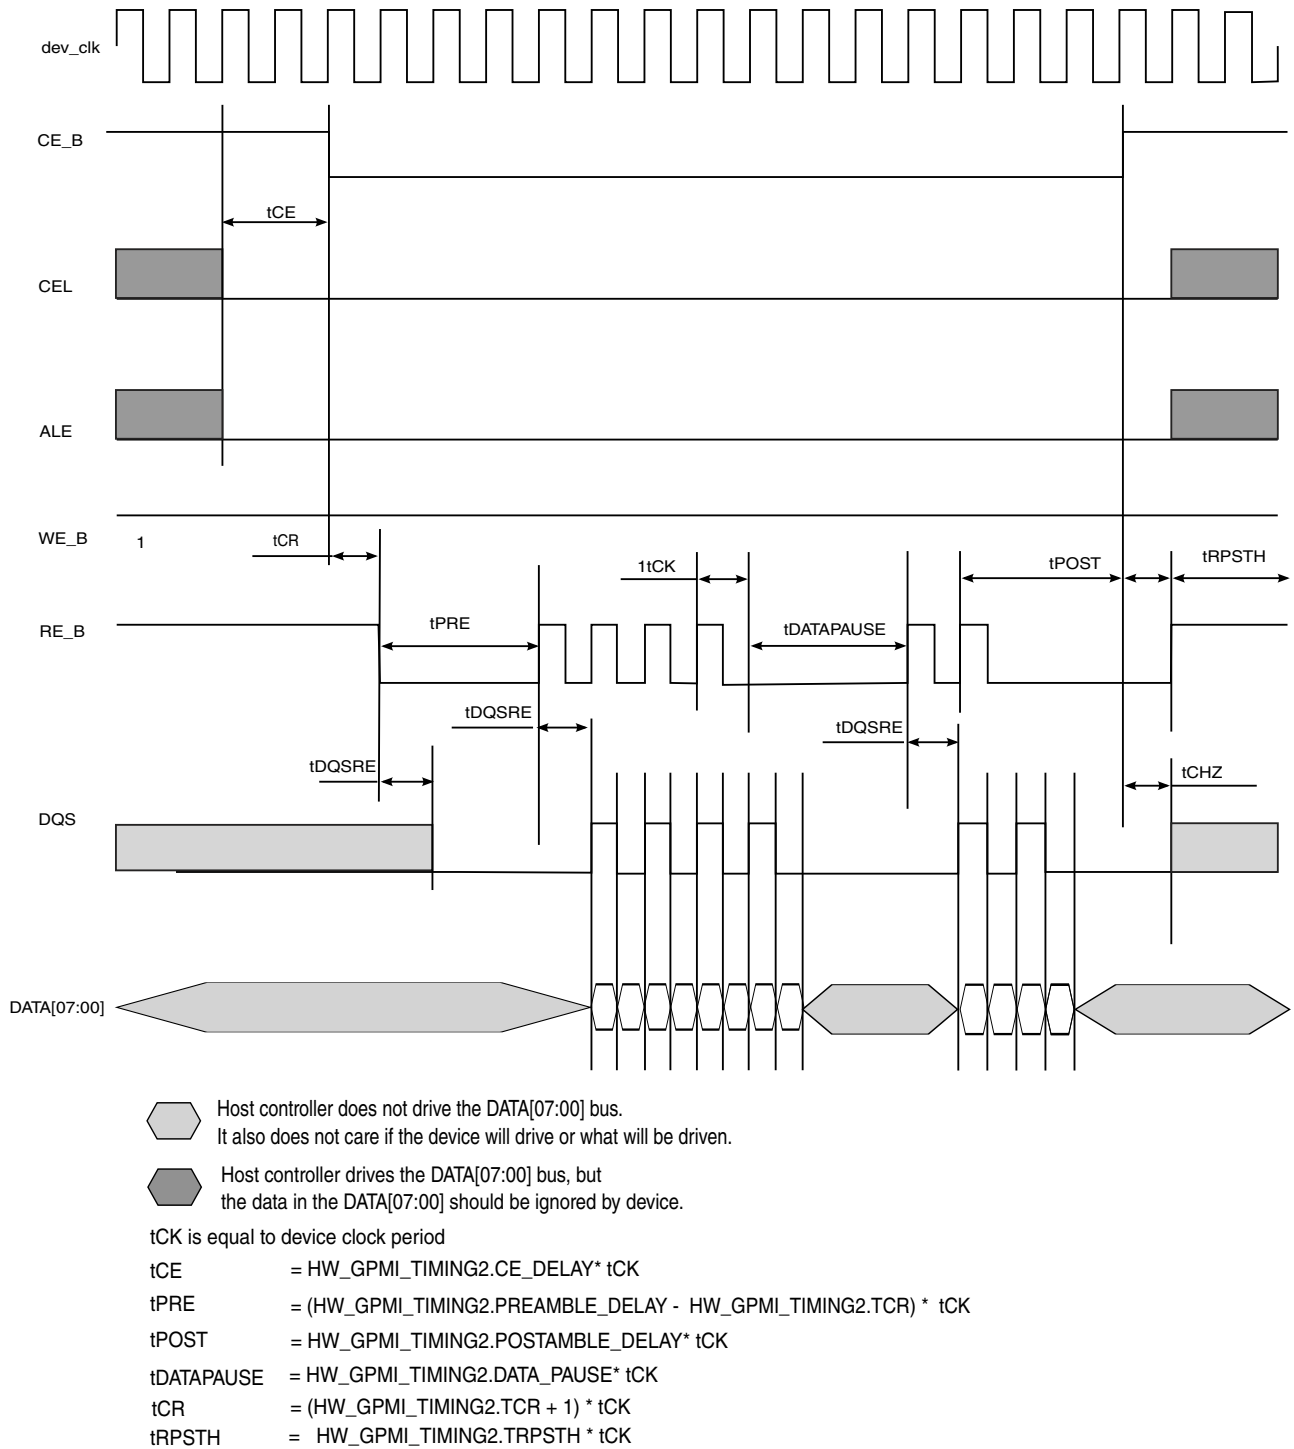 dev_clk
CE_B
tCE
CEL
ALE
WE_B 1 tCR
1tCK tPOST tRPSTH
RE_B tPRE tDATAPAUSE
tDQSRE tDQSRE
tDQSRE tCHZ
DQS
DATA[07:00]
Host controller does not drive the DATA[07:00] bus.
It also does not care if the device will drive or what will be driven.
Host controller drives the DATA[07:00] bus, but
the data in the DATA[07:00] should be ignored by device.
tCK is equal to device clock period
tCE = HW_GPMI_TIMING2.CE_DELAY* tCK
tPRE = (HW_GPMI_TIMING2.PREAMBLE_DELAY - HW_GPMI_TIMING2.TCR) * tCK
tPOST = HW_GPMI_TIMING2.POSTAMBLE_DELAY* tCK
tDATAPAUSE = HW_GPMI_TIMING2.DATA_PAUSE* tCK
tCR = (HW_GPMI_TIMING2.TCR + 1) * tCK
tRPSTH = HW_GPMI_TIMING2.TRPSTH * tCK